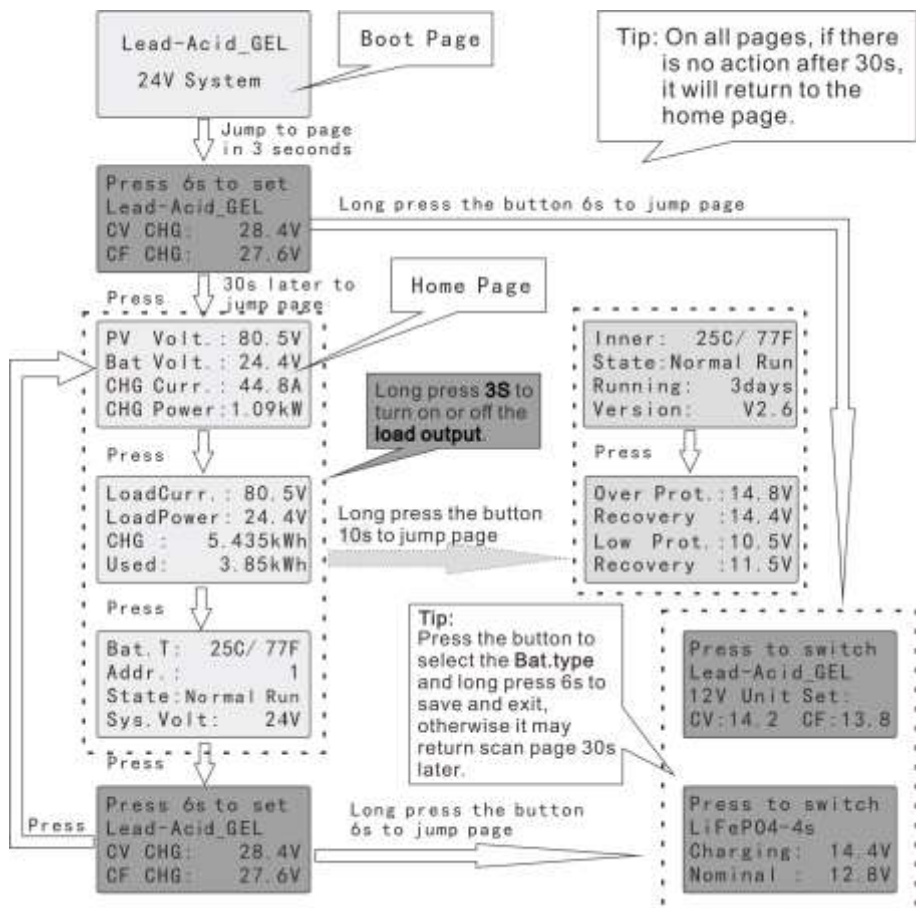 Lead-Acid_GEL
24V System
Boot Page
Tip: On all pages, if there
is no action after 30s,
it will return to the
home page.
Jump to page
in 3 seconds
Press 6s to set
Lead-Acid_GEL
CV CHG: 28.4V
CF CHG: 27.6V
Long press the button 6s to jump page
Press
30s later to
jump page
Home Page
PV Volt.: 80.5V
Bat Volt.: 24.4V
CHG Curr.: 44.8A
CHG Power:1.09kW
Long press 3S to
turn on or off the
load output.
Inner: 25C/ 77F
State:Normal Run
Running: 3days
Version: V2.6
Press
Press
LoadCurr.: 80.5V
LoadPower: 24.4V
CHG : 5.435kWh
Used: 3.85kWh
Long press the button
10s to jump page
Over Prot.:14.8V
Recovery :14.4V
Low Prot.:10.5V
Recovery :11.5V
Press
Bat. T: 25C/ 77F
Addr.: 1
State:Normal Run
Sys. Volt: 24V
Tip:
Press the button to
select the Bat.type
and long press 6s to
save and exit,
otherwise it may
return scan page 30s
later.
Press to switch
Lead-Acid_GEL
12V Unit Set:
CV:14.2 CF:13.8
Press
Press
Press 6s to set
Lead-Acid_GEL
CV CHG: 28.4V
CF CHG: 27.6V
Long press the button
6s to jump page
Press to switch
LiFePO4-4s
Charging: 14.4V
Nominal : 12.8V